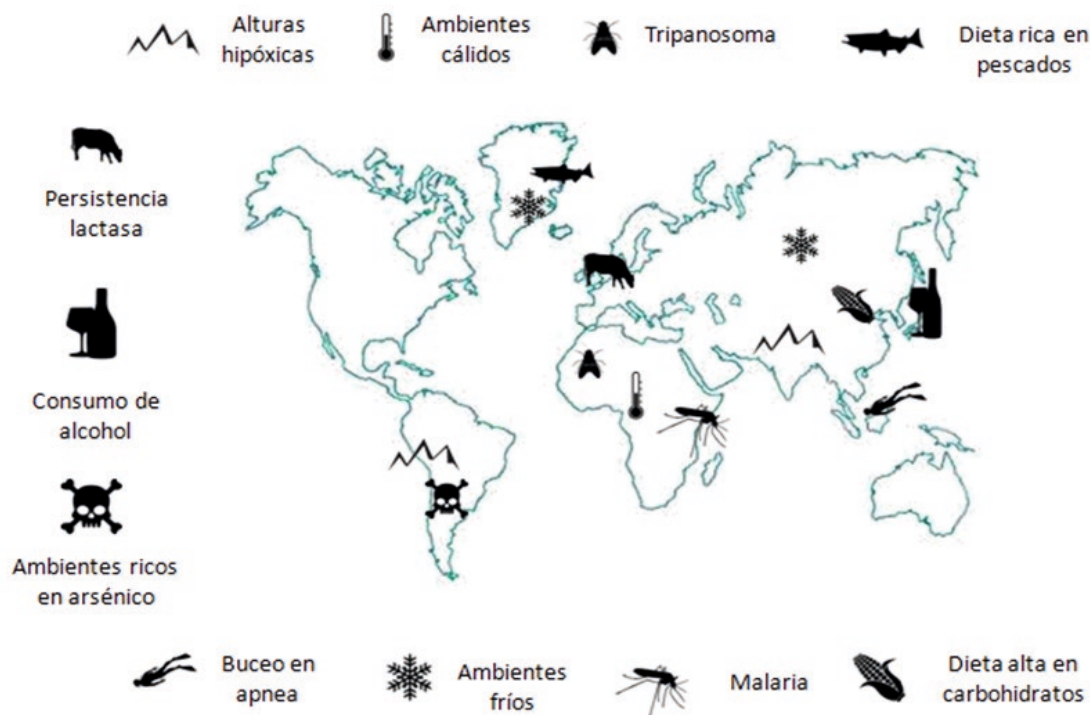 Alturas
hipóxicas
Ambientes
cálidos
Tripanosoma
Dieta rica en
pescados
Persistencia
lactasa
Consumo de
alcohol
Ambientes ricos
en arsénico
Buceo en
apnea
Ambientes
fríos
Malaria
Dieta alta en
carbohidratos